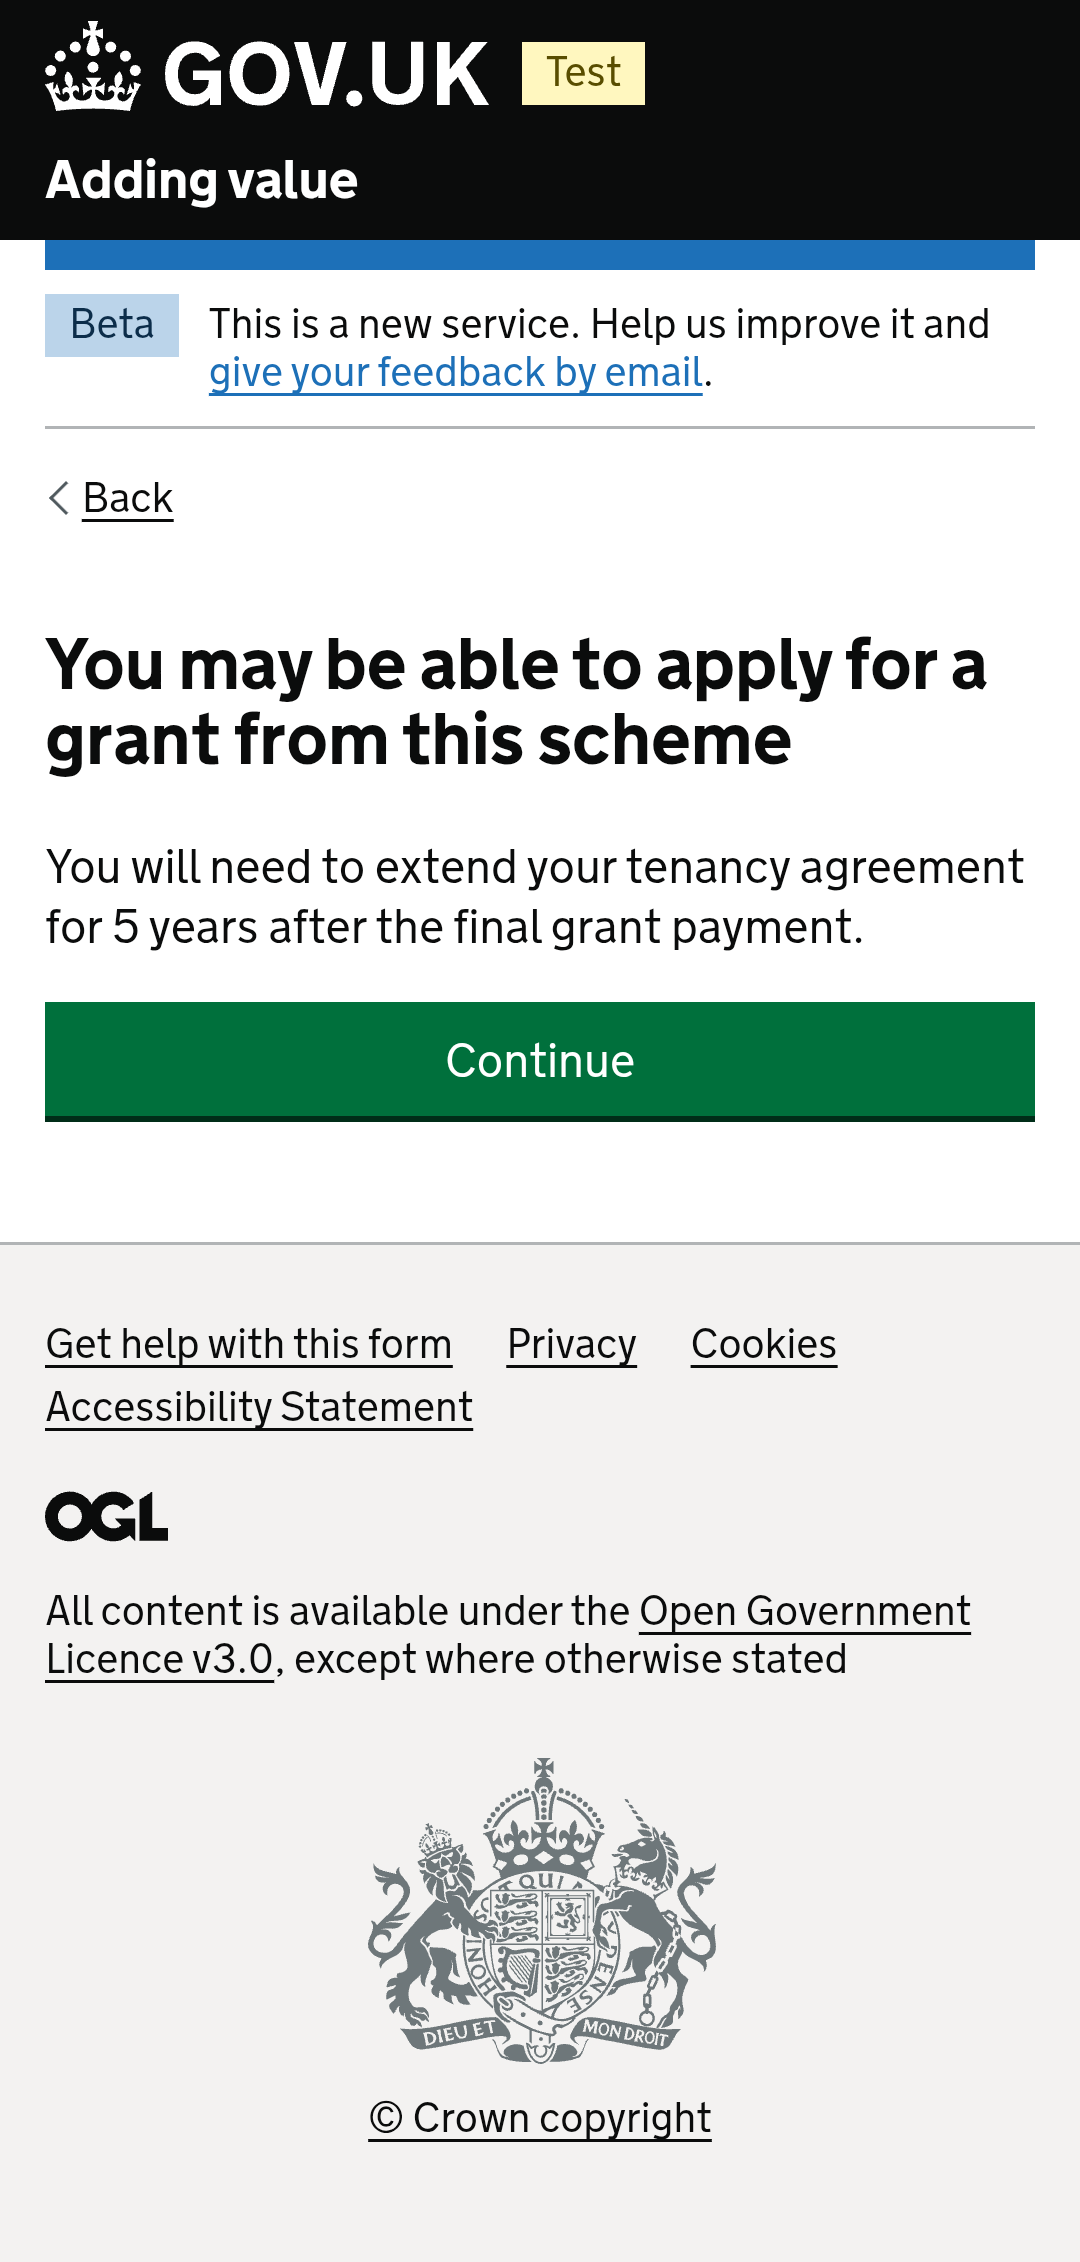 GOV.UK Test
Adding value
Beta
This is a new service. Help us improve it and
give your feedback by email.
Back
You may be able to apply for a
grant from this scheme
You will need to extend your tenancy agreement
for 5 years after the final grant payment.
Continue
Get help with this form Privacy Cookies
Accessibility Statement
OGL
All content is available under the Open Government
Licence v3.0, except where otherwise stated
QUI
HONI
PENSE
DIEU ET MON DROIT
© Crown copyright